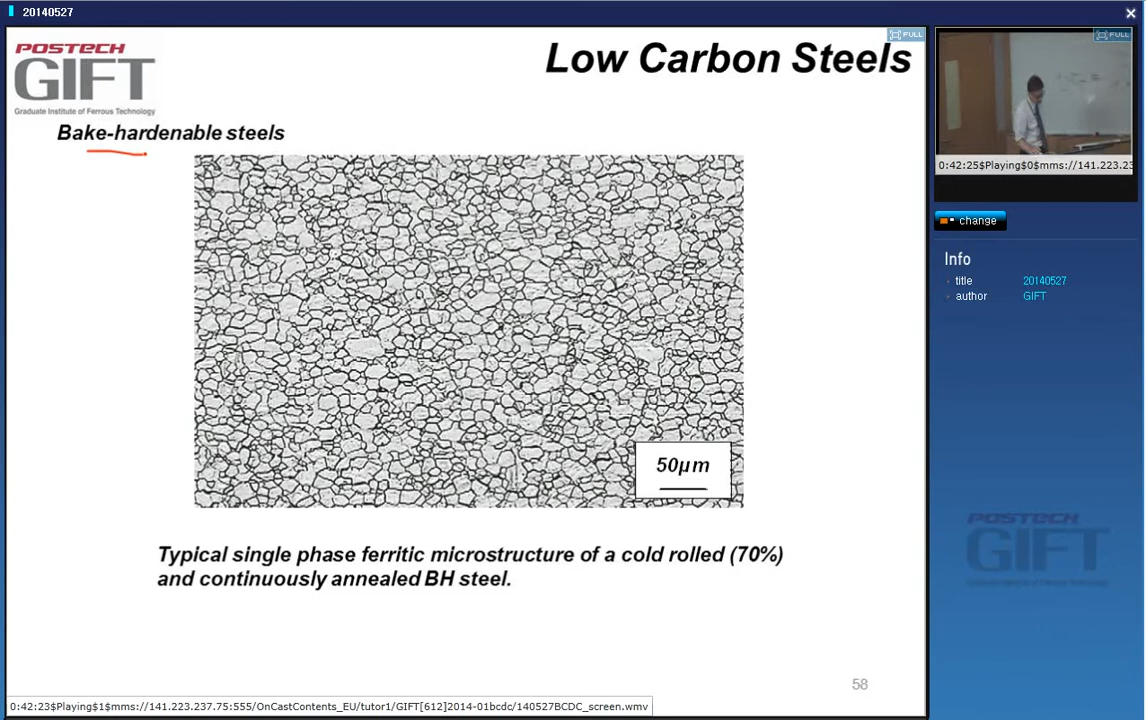 20140527
POSTECH
GIFT
Graduate Institute of Ferrous Technology
FULL
Low Carbon Steels
Bake-hardenable steels
50μm
Typical single phase ferritic microstructure of a cold rolled (70%)
and continuously annealed BH steel.
58
0:42:23$Playing$1$mms://141.223.237.75:555/OnCastContents_EU/tutor1/GIFT[612]2014-01bcdc/140527BCDC_screen.wmv
FULL
0:42:25$Playing$0$mms://141.223.23
change
Info
title 20140527
author GIFT
POSTECH
GIFT